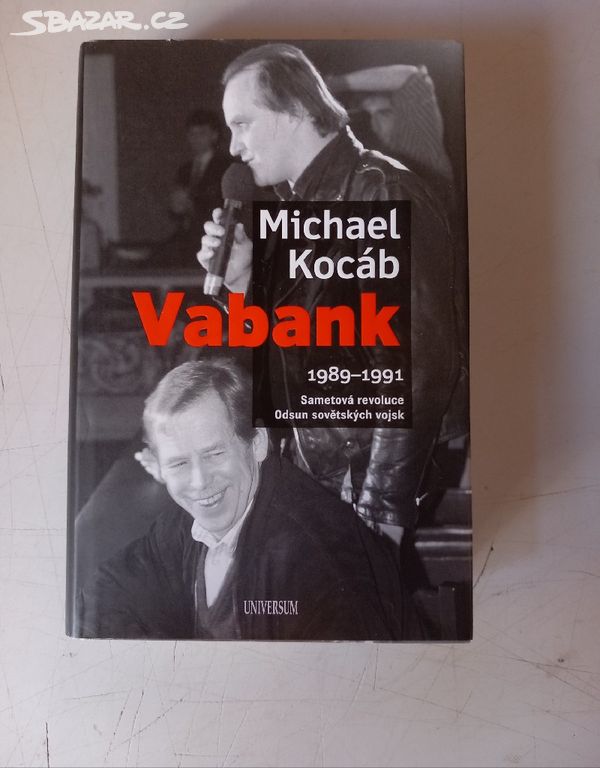 SBAZAR.CZ
Michael
Kocáb
Vabank
1989–1991
Sametová revoluce
Odsun sovětských vojsk
UNIVERSUM